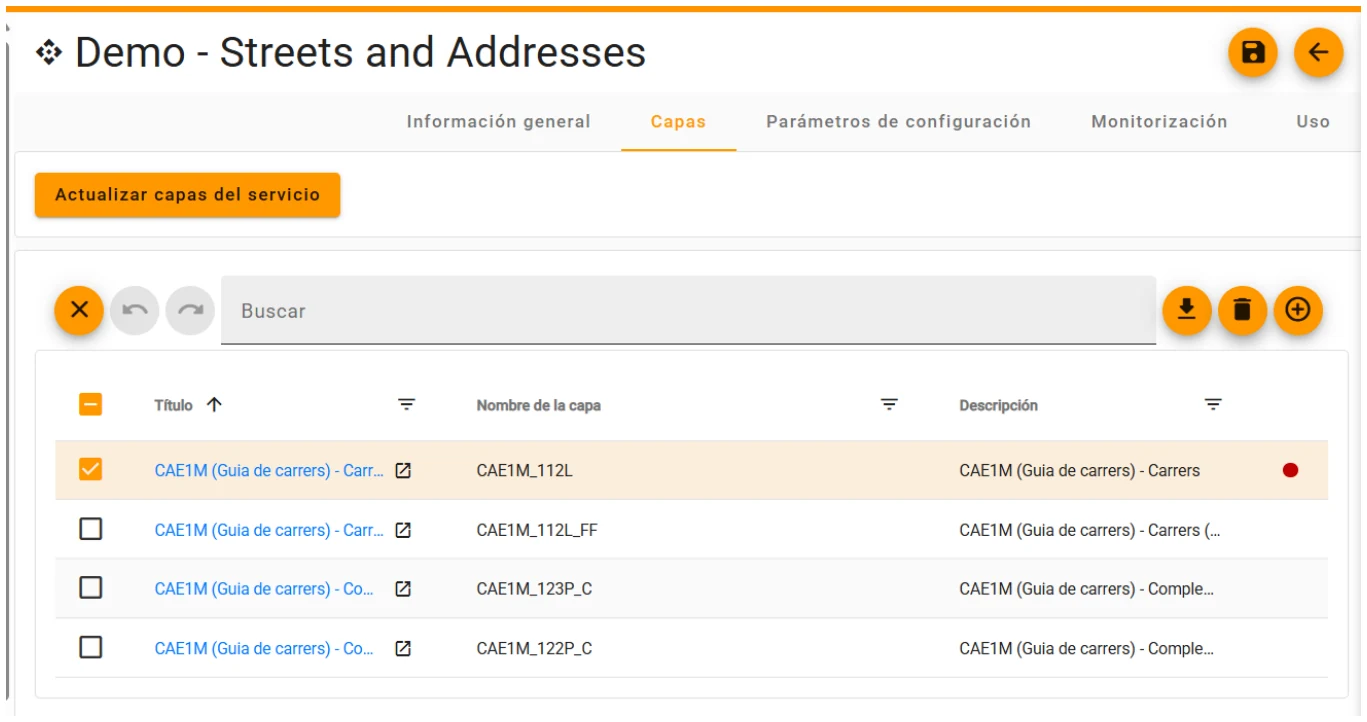 Demo - Streets and Addresses
Información general Capas Parámetros de configuración Monitorización Uso
Actualizar capas del servicio
Buscar
Título Nombre de la capa Descripción
CAE1M (Guia de carrers) - Carr... CAE1M_112L CAE1M (Guia de carrers) - Carrers
CAE1M (Guia de carrers) - Carr... CAE1M_112L_FF CAE1M (Guia de carrers) - Carrers (...
CAE1M (Guia de carrers) - Co... CAE1M_123P_C CAE1M (Guia de carrers) - Comple...
CAE1M (Guia de carrers) - Co... CAE1M_122P_C CAE1M (Guia de carrers) - Comple...